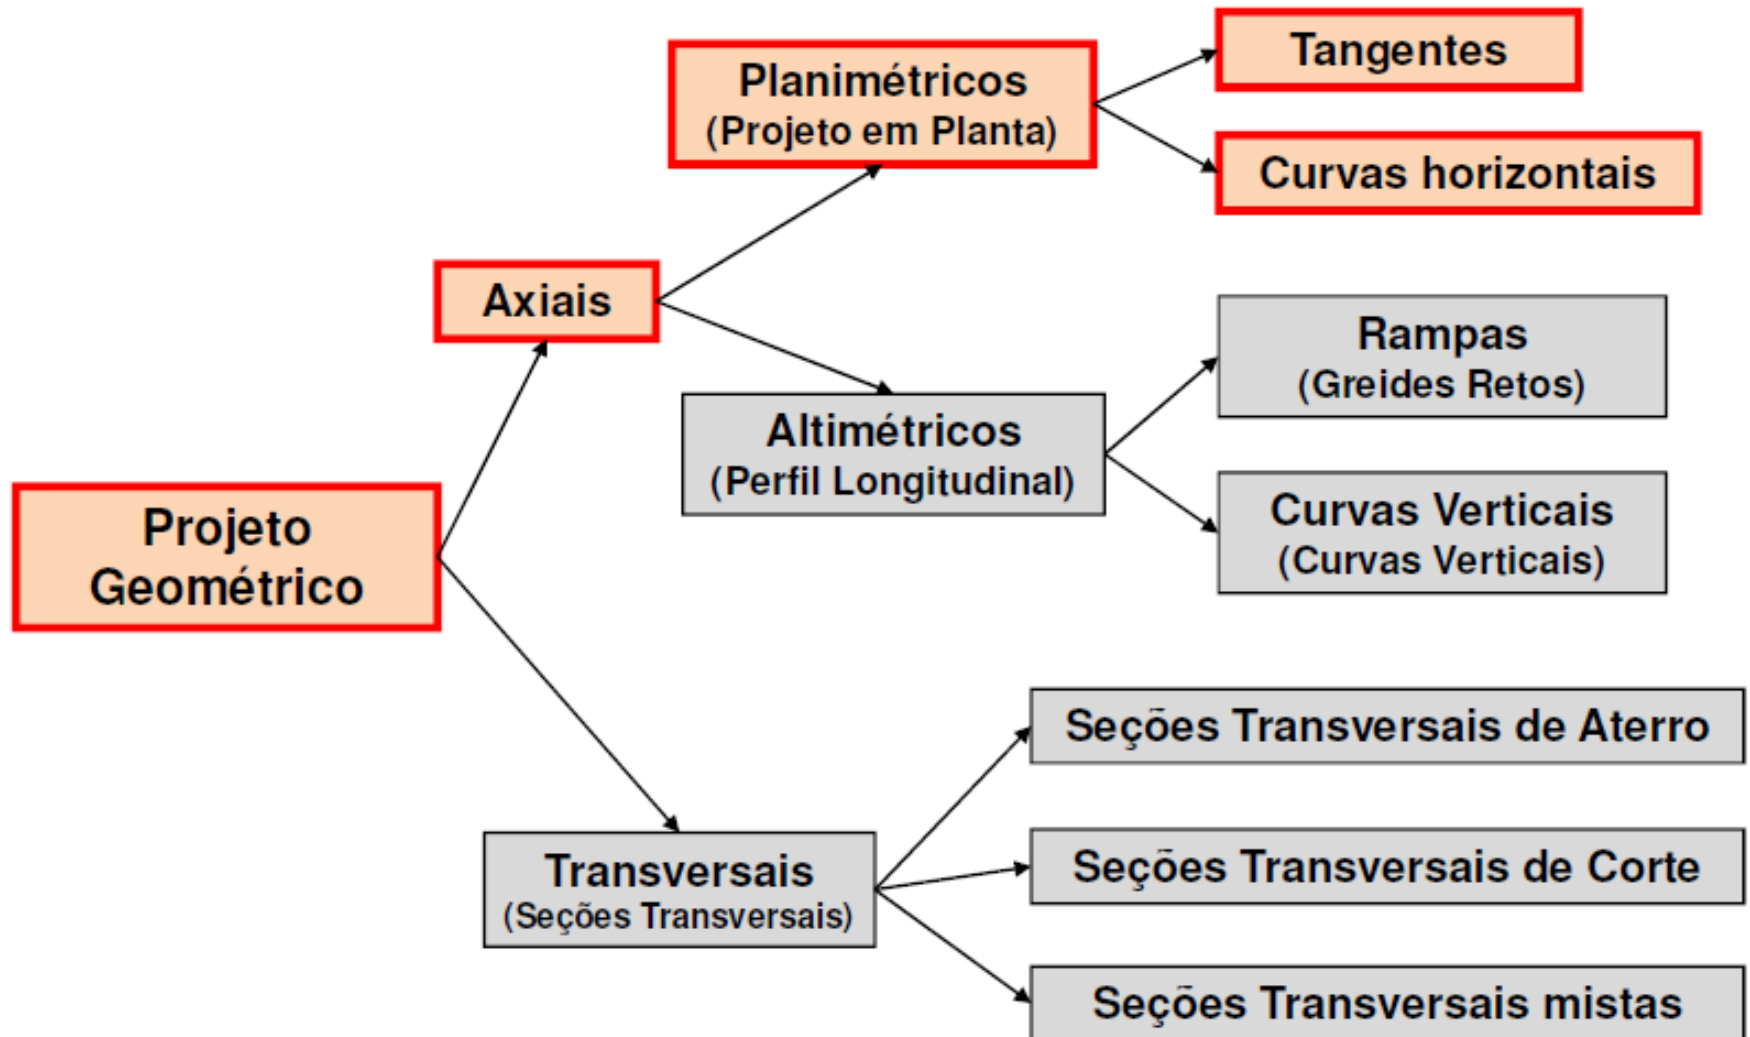 Projeto
Geométrico
Axiais
Planimétricos
(Projeto em Planta)
Tangentes
Curvas horizontais
Altimétricos
(Perfil Longitudinal)
Rampas
(Greides Retos)
Curvas Verticais
(Curvas Verticais)
Transversais
(Seções Transversais)
Seções Transversais de Aterro
Seções Transversais de Corte
Seções Transversais mistas